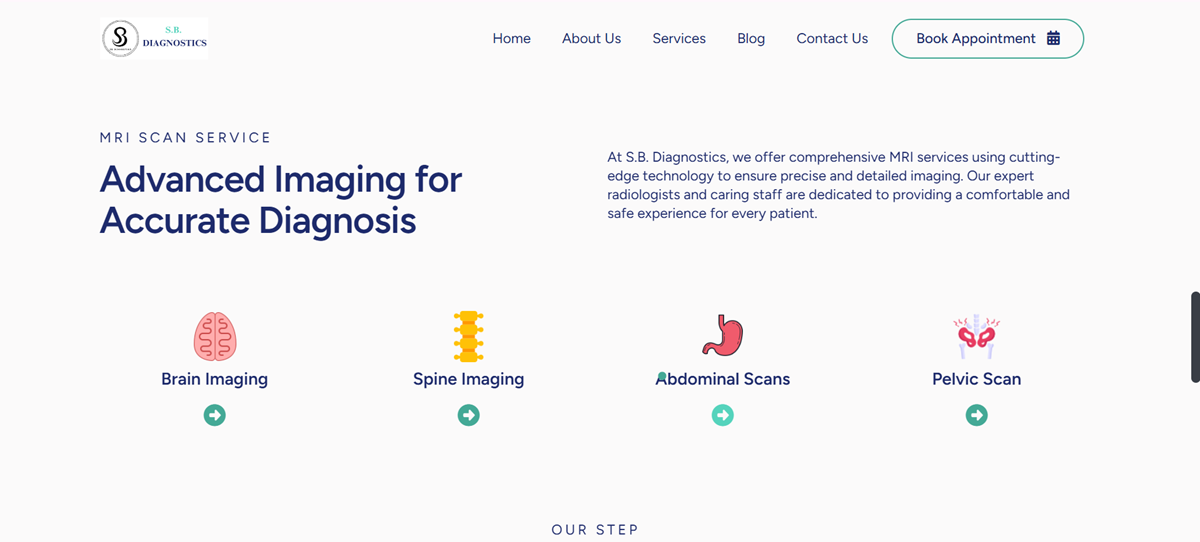 S.B.
DIAGNOSTICS
Home
About Us
Services
Blog
Contact Us
Book Appointment
MRI SCAN SERVICE
Advanced Imaging for
Accurate Diagnosis
At S.B. Diagnostics, we offer comprehensive MRI services using cutting-
edge technology to ensure precise and detailed imaging. Our expert
radiologists and caring staff are dedicated to providing a comfortable and
safe experience for every patient.
Brain Imaging
Spine Imaging
Abdominal Scans
Pelvic Scan
OUR STEP